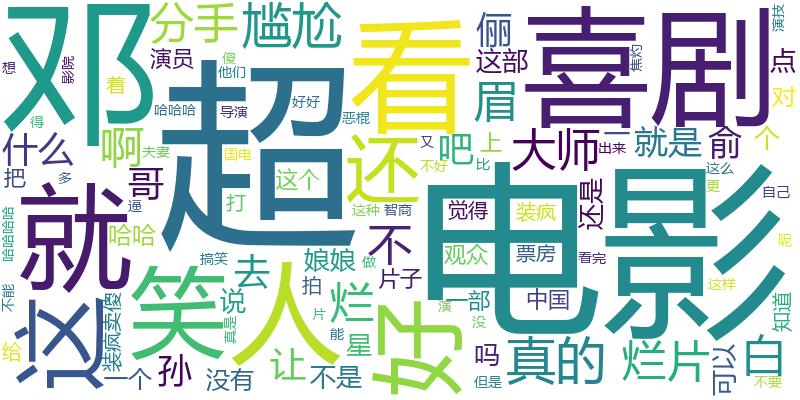 邓
分手
尴尬
看
俪
喜剧
演技
想
影院
演员
傻
他们
这部
焦灼
点
着
哈哈哈
导演
好好
恶棍
眉
对
得
超
什么
啊
夫妻
国电
还
又
吧
上
大师
一
就是
出来
俞
个
把
多
哥
这个
这种
智商
不好
比
电影
这么
更
自己
就
逼
打
觉得
装疯
还是
哈哈哈哈
哈哈
不
观众
票房
看完
呢
搞笑
娘娘
做
片子
这样
不能
这
装疯卖傻
笑
去
人
拍
烂
好
一部
中国
知道
说
真是
片
能
星
演
没
给
一个
孙
没有
让
不是
吗
但是
真的
烂片
可以
白
不要